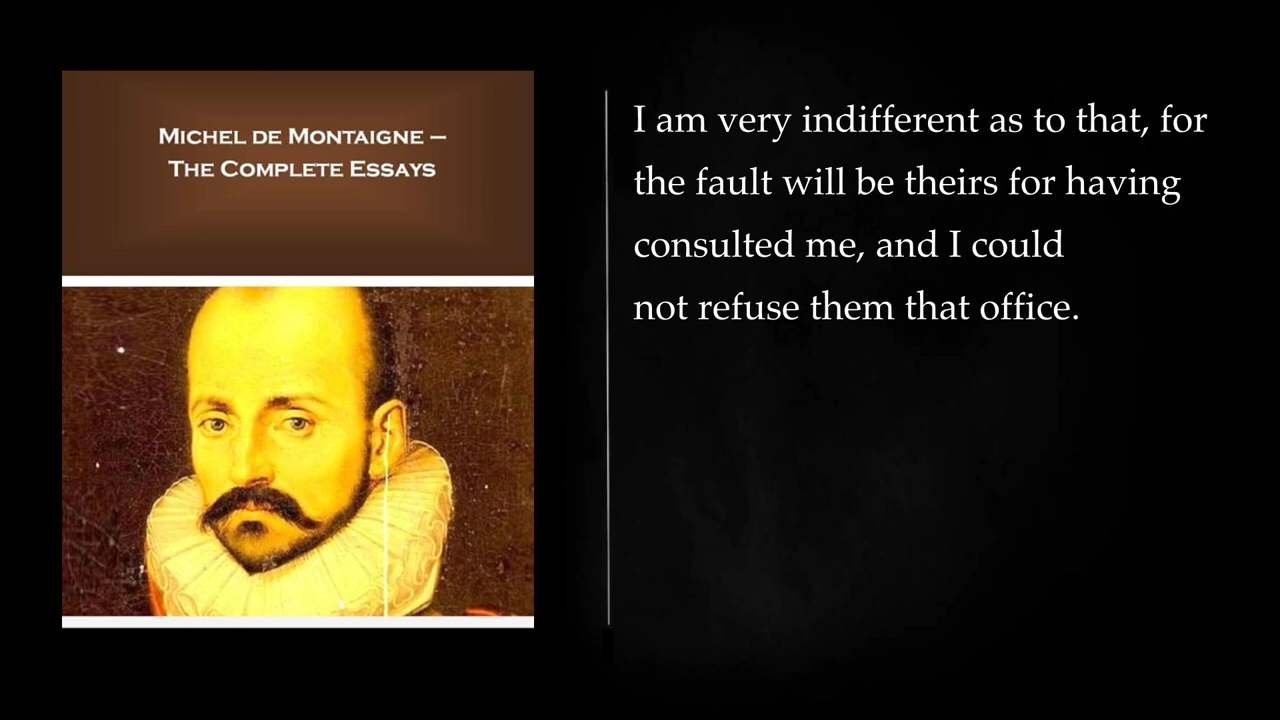 MICHEL DE MONTAIGNE –
THE COMPLETE ESSAYS
I am very indifferent as to that, for
the fault will be theirs for having
consulted me, and I could
not refuse them that office.